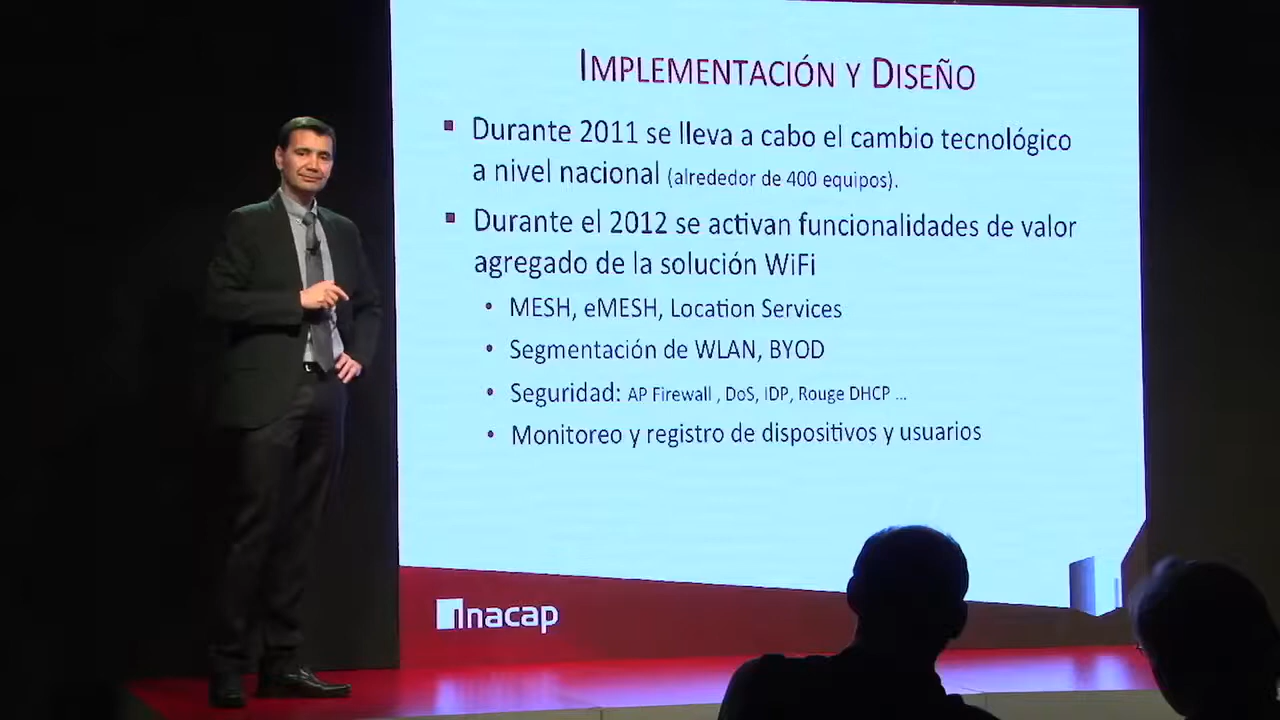 IMPLEMENTACIÓN Y DISEÑO
Durante 2011 se lleva a cabo el cambio tecnológico
a nivel nacional (alrededor de 400 equipos).
Durante el 2012 se activan funcionalidades de valor
agregado de la solución WiFi
MESH, eMESH, Location Services
Segmentación de WLAN, BYOD
Seguridad: AP Firewall , DoS, IDP, Rouge DHCP ...
Monitoreo y registro de dispositivos y usuarios
Inacap